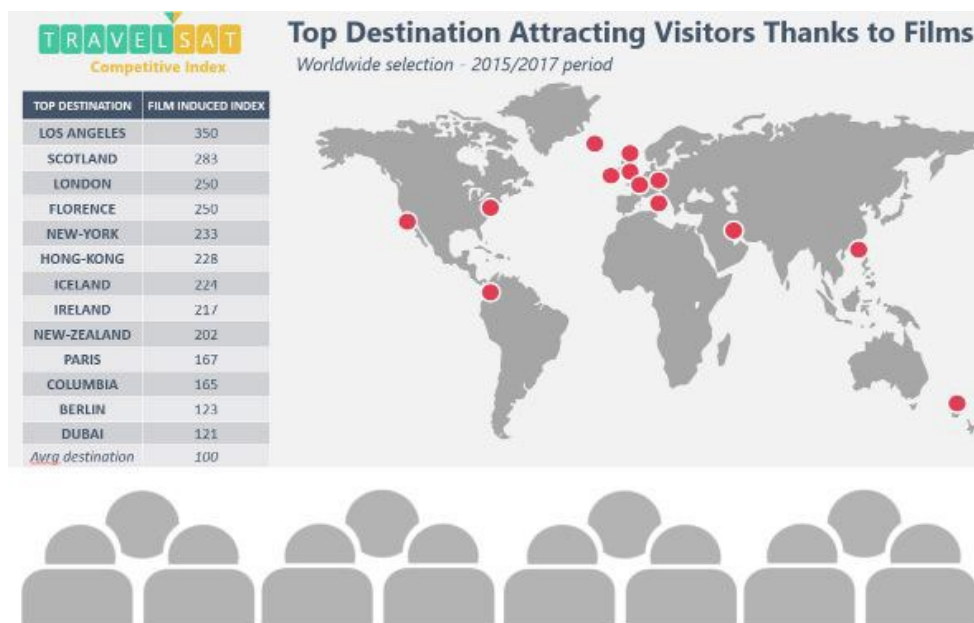 TRAVELSAT
Competitive Index
Top Destination Attracting Visitors Thanks to Films
Worldwide selection - 2015/2017 period
TOP DESTINATION FILM INDUCED INDEX
LOS ANGELES 350
SCOTLAND 283
LONDON 250
FLORENCE 250
NEW-YORK 233
HONG-KONG 228
ICELAND 224
IRELAND 217
NEW-ZEALAND 202
PARIS 167
COLUMBIA 165
BERLIN 123
DUBAI 121
Avrg destination 100